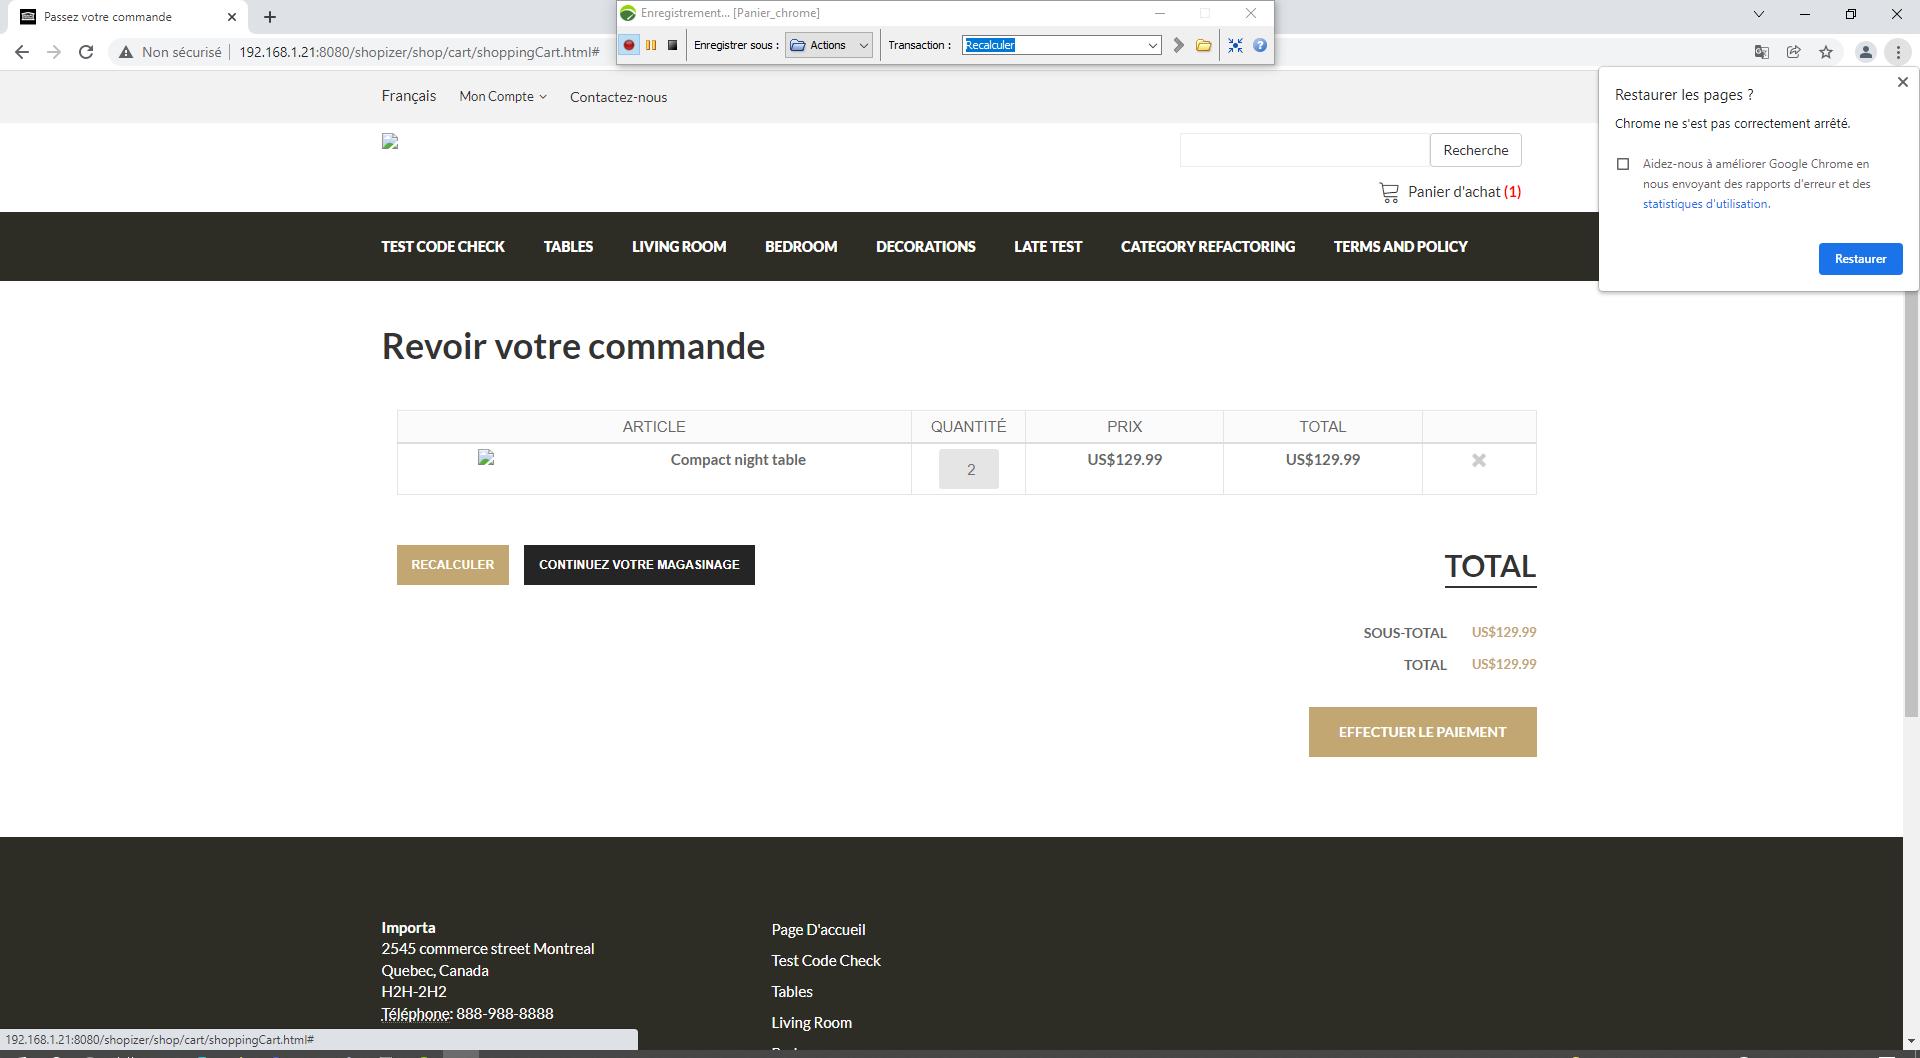 Passez votre commande
Enregistrement... [Panier_chrome]
Non sécurisé
192.168.1.21:8080/shopizer/shop/cart/shoppingCart.html#
Enregistrer sous :
Actions
Transaction :
Recalculer
Français
Mon Compte
Contactez-nous
Restaurer les pages ?
Chrome ne s'est pas correctement arrêté.
Aidez-nous à améliorer Google Chrome en
nous envoyant des rapports d'erreur et des
statistiques d'utilisation.
Restaurer
Recherche
Panier d'achat (1)
TEST CODE CHECK
TABLES
LIVING ROOM
BEDROOM
DECORATIONS
LATE TEST
CATEGORY REFACTORING
TERMS AND POLICY
Revoir votre commande
ARTICLE
QUANTITÉ
PRIX
TOTAL
Compact night table
2
US$129.99
US$129.99
RECALCULER
CONTINUEZ VOTRE MAGASINAGE
TOTAL
SOUS-TOTAL
US$129.99
TOTAL
US$129.99
EFFECTUER LE PAIEMENT
Importa
2545 commerce street Montreal
Quebec, Canada
H2H-2H2
Téléphone: 888-988-8888
Page D'accueil
Test Code Check
Tables
Living Room
192.168.1.21:8080/shopizer/shop/cart/shoppingCart.html#